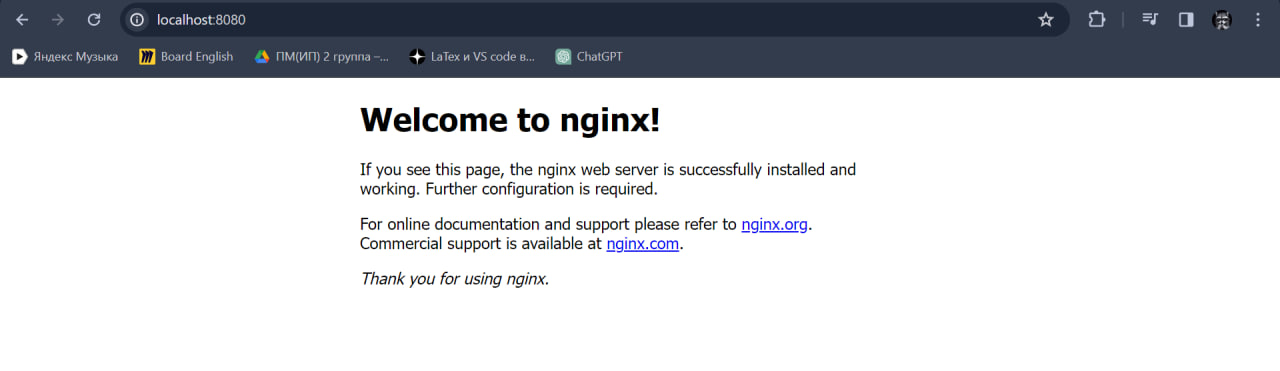 localhost:8080
Яндекс Музыка Board English ПМ(ИП) 2 группа –... LaTex и VS code в... ChatGPT
Welcome to nginx!
If you see this page, the nginx web server is successfully installed and
working. Further configuration is required.
For online documentation and support please refer to nginx.org.
Commercial support is available at nginx.com.
Thank you for using nginx.